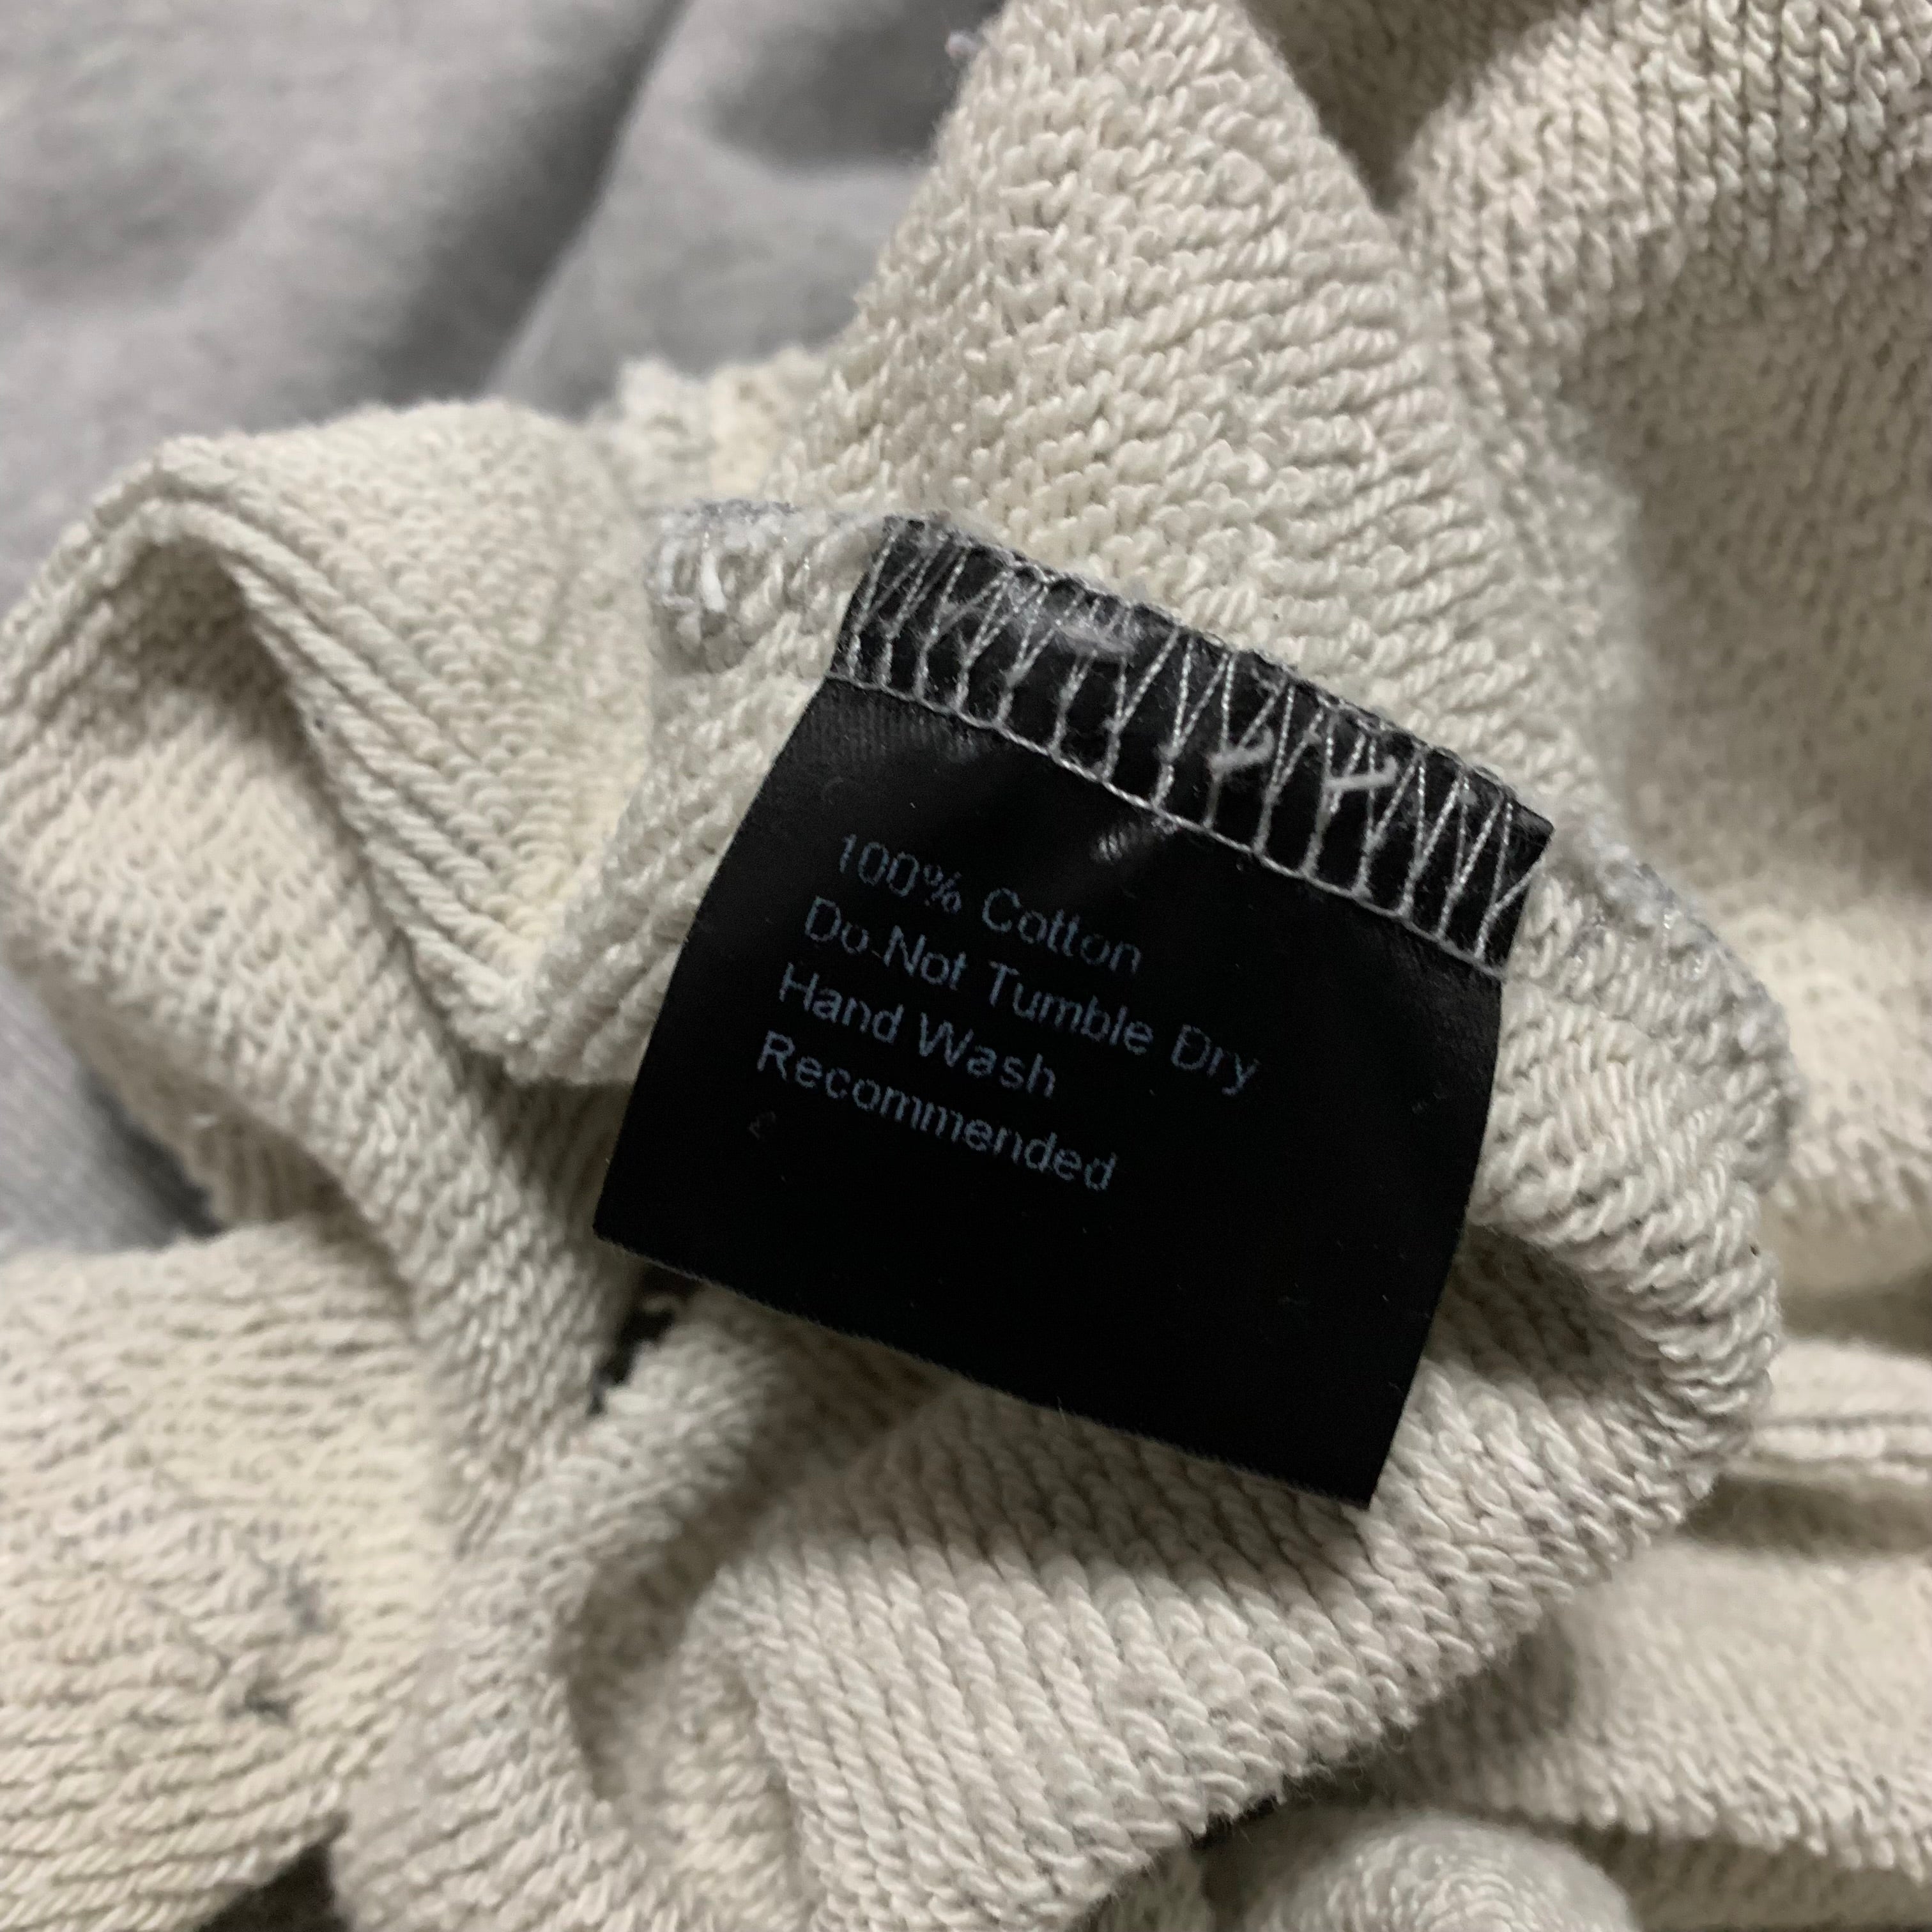 100% Cotton
Do Not Tumble Dry
Hand Wash
Recommended